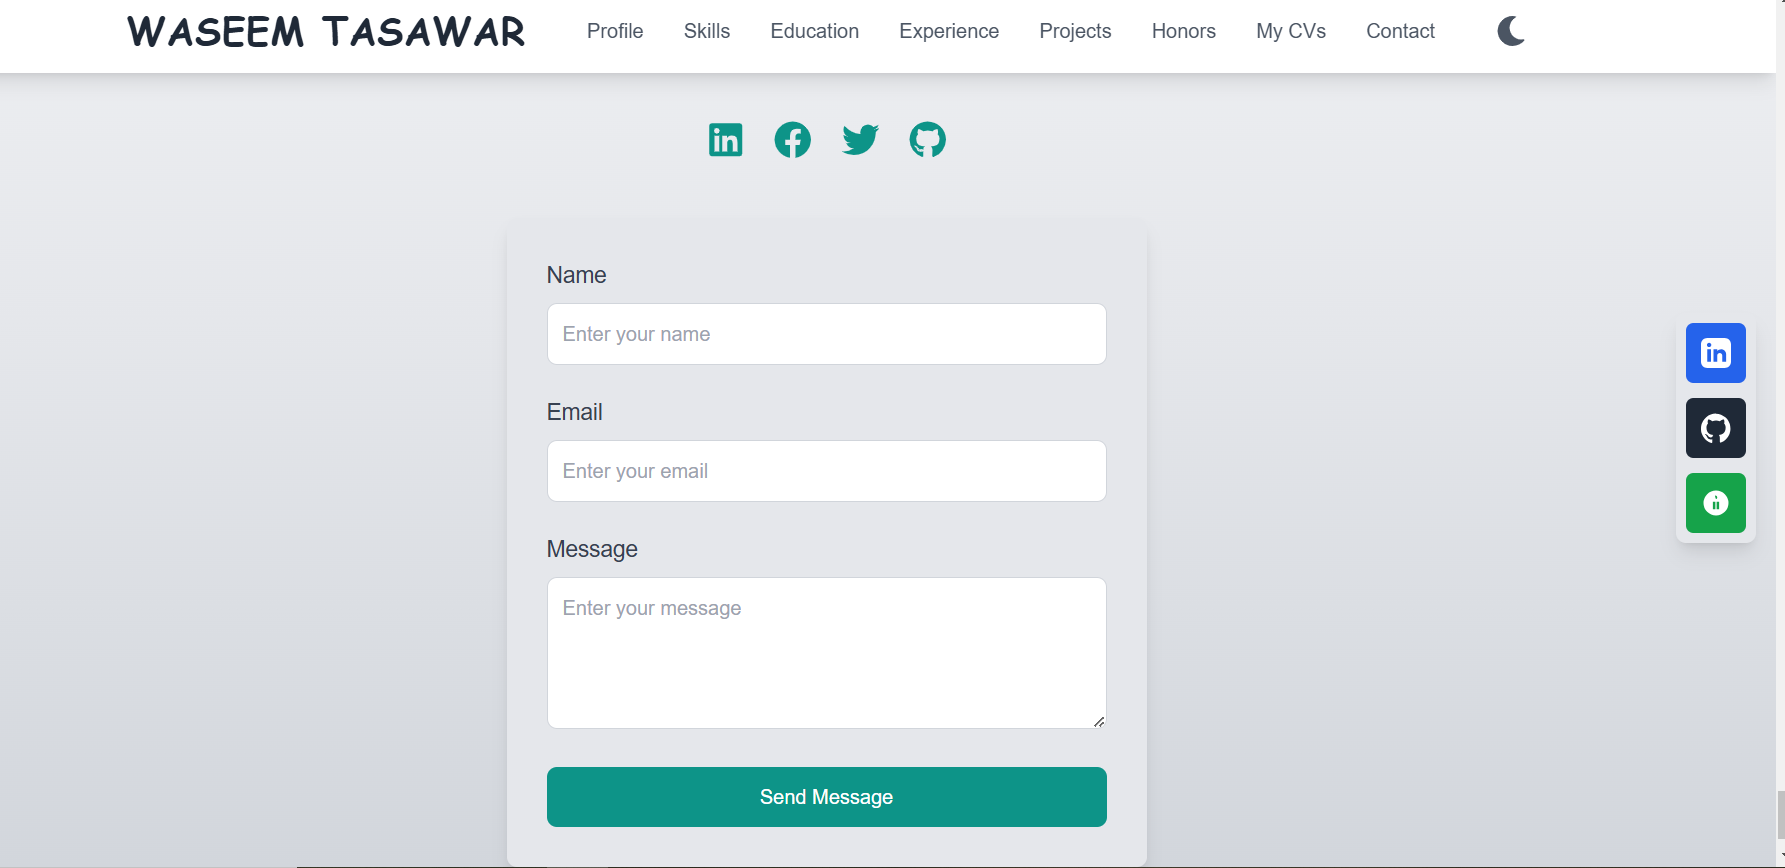 WASEEM TASAWAR Profile Skills Education Experience Projects Honors My CVs Contact
Name
Enter your name
Email
Enter your email
Message
Enter your message
Send Message